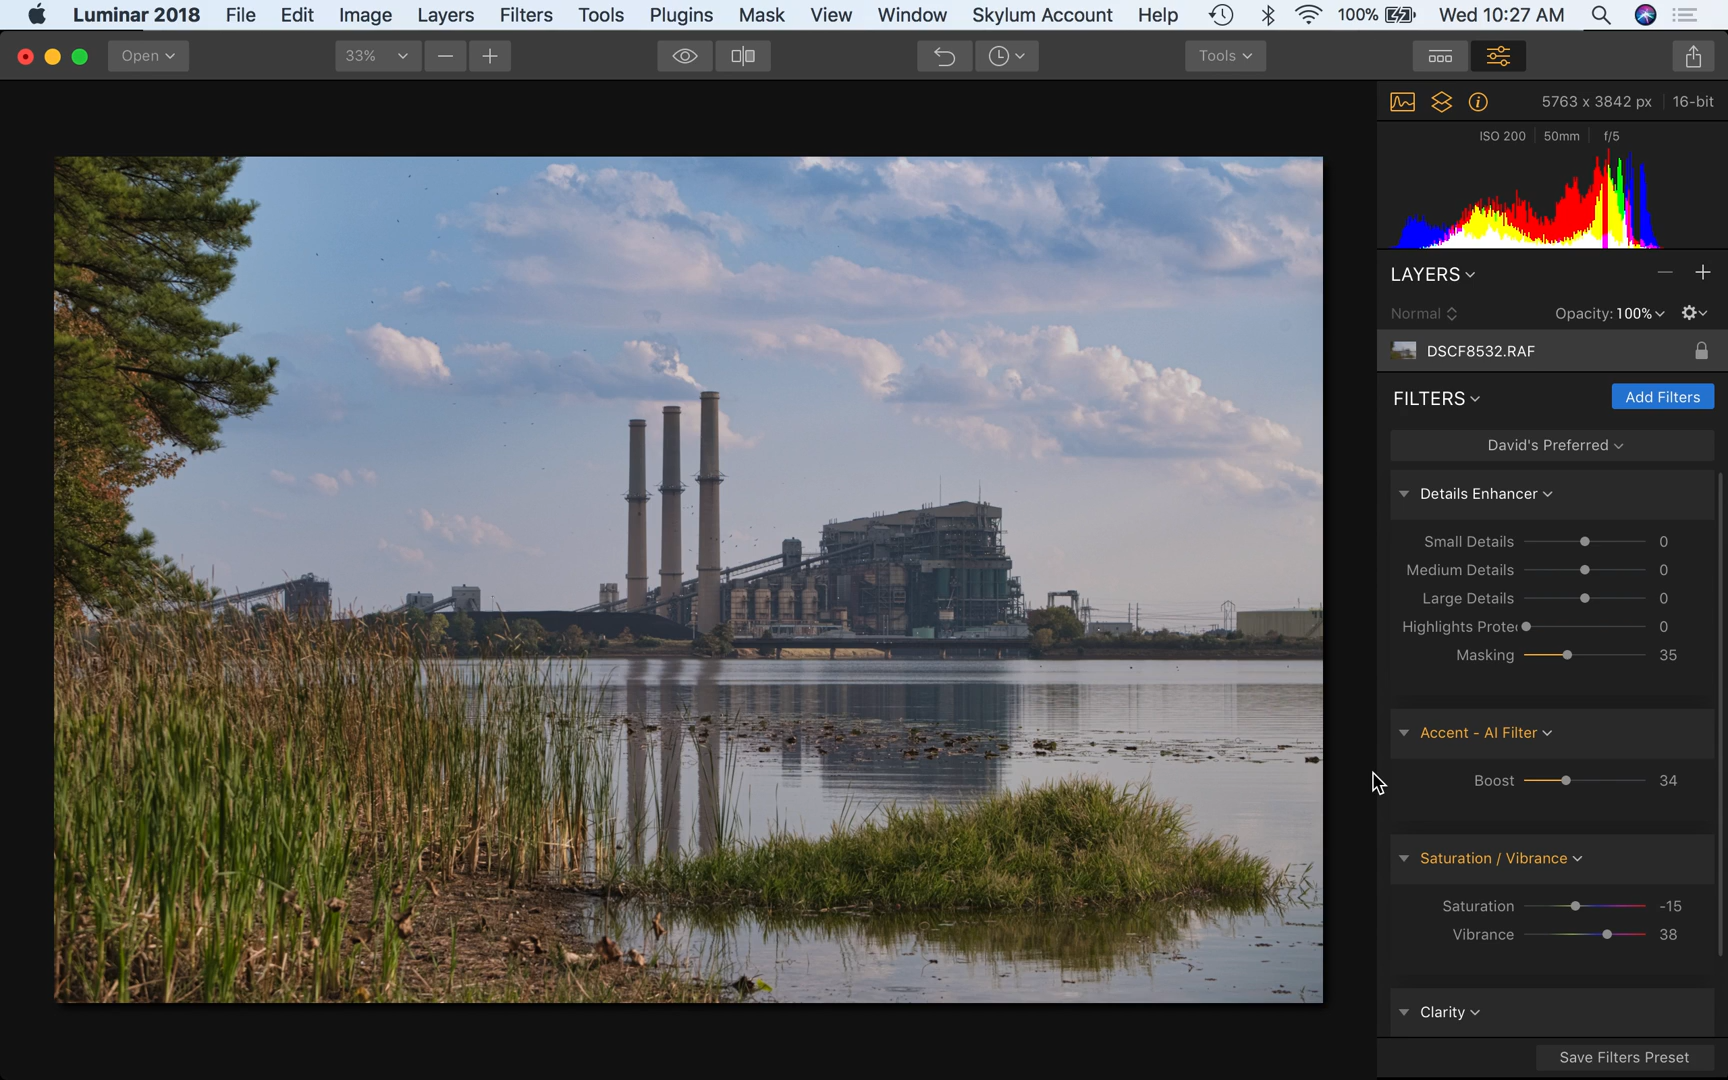 Luminar 2018 File Edit Image Layers Filters Tools Plugins Mask View Window Skylum Account Help 100% Wed 10:27 AM
Open 33% Tools
5763 x 3842 px 16-bit
ISO 200 50mm f/5
LAYERS
Normal Opacity: 100%
DSCF8532.RAF
FILTERS Add Filters
David's Preferred
Details Enhancer
Small Details 0
Medium Details 0
Large Details 0
Highlights Protec 0
Masking 35
Accent - AI Filter
Boost 34
Saturation / Vibrance
Saturation -15
Vibrance 38
Clarity
Save Filters Preset